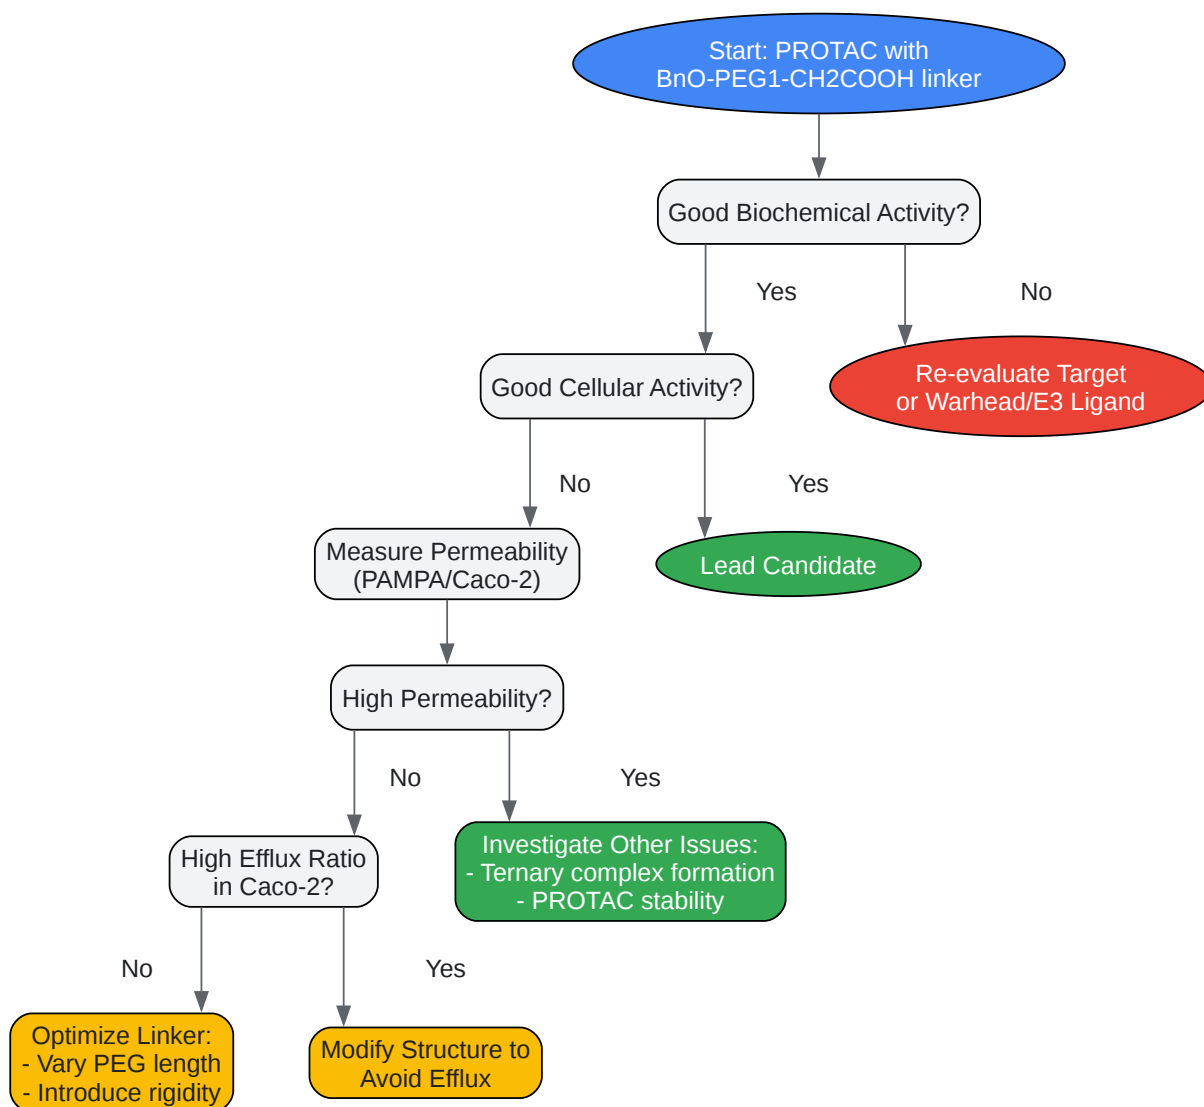 Start: PROTAC with
BnO-PEG1-CH2COOH linker
Good Biochemical Activity?
Yes
No
Good Cellular Activity?
Re-evaluate Target
or Warhead/E3 Ligand
No
Yes
Measure Permeability
(PAMPA/Caco-2)
Lead Candidate
High Permeability?
No
Yes
High Efflux Ratio
in Caco-2?
Investigate Other Issues:
- Ternary complex formation
- PROTAC stability
No
Yes
Optimize Linker:
- Vary PEG length
- Introduce rigidity
Modify Structure to
Avoid Efflux